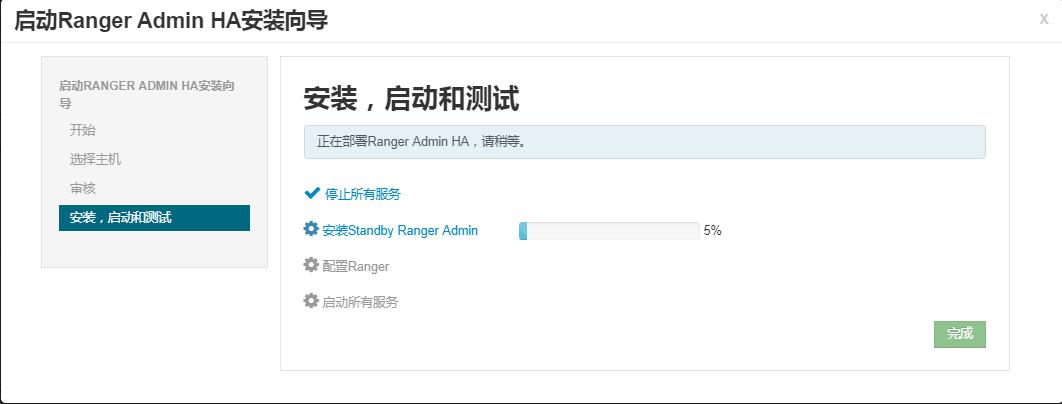 启动Ranger Admin HA安装向导
x
启动RANGER ADMIN HA安装向
导
开始
选择主机
审核
安装，启动和测试
安装，启动和测试
正在部署Ranger Admin HA，请稍等。
停止所有服务
安装Standby Ranger Admin 5%
配置Ranger
启动所有服务
完成